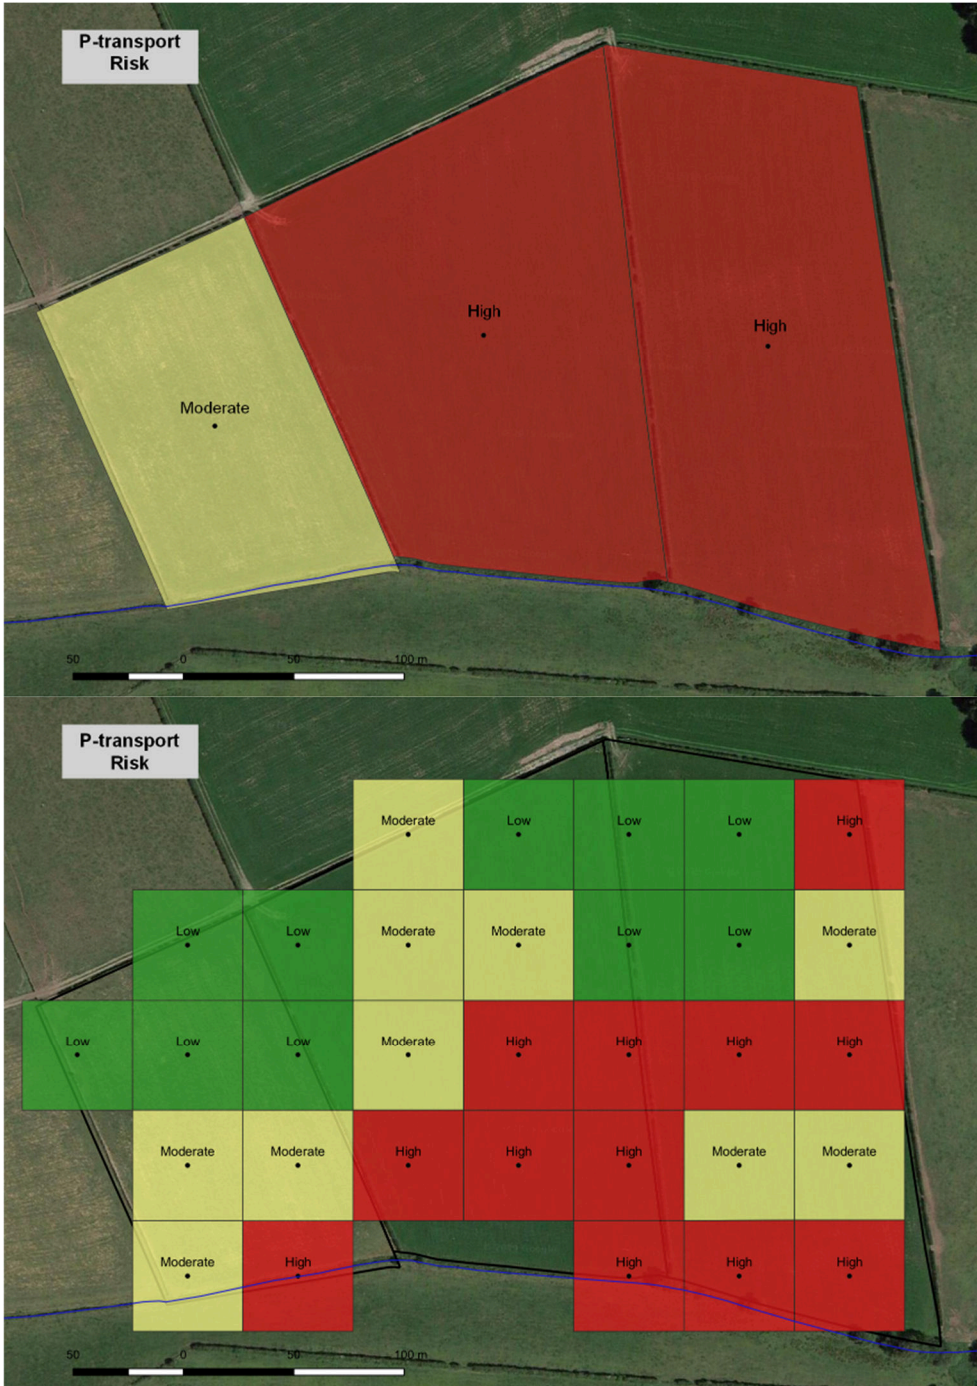 P-transport
Risk
High
High
Moderate
50 0 50 100 m
P-transport
Risk
Moderate Low Low Low High
Low Low Moderate Moderate Low Low Moderate
Low Low Low Moderate High High High High
Moderate Moderate High High High Moderate Moderate
Moderate High High High High
50 0 50 100 m